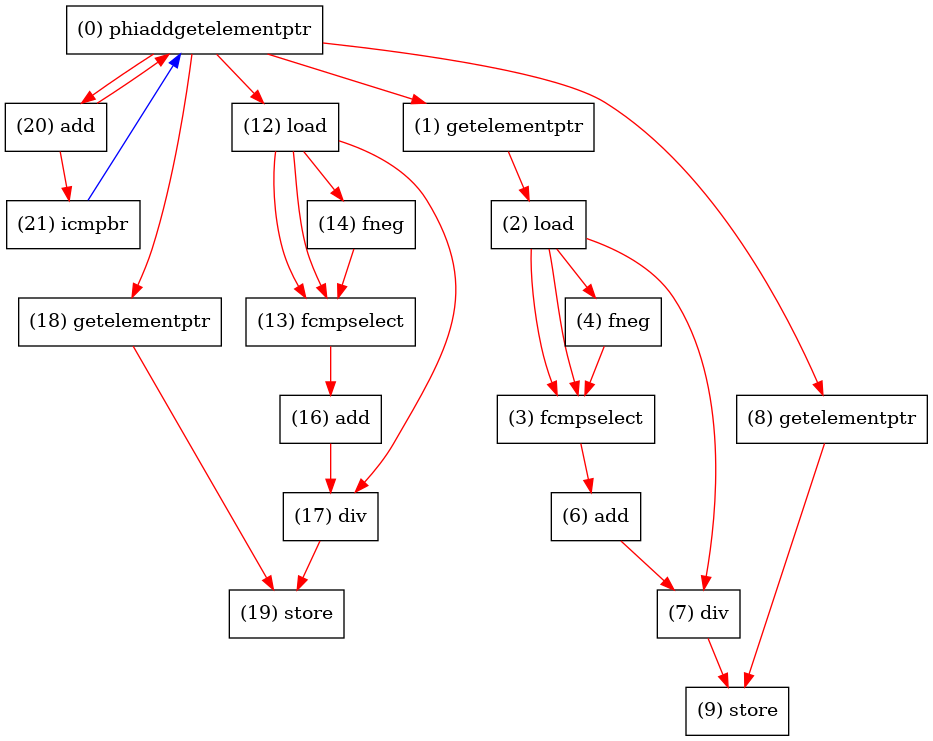 (0) phiaddgetelementptr
(20) add
(12) load
(1) getelementptr
(21) icmpbr
(14) fneg
(2) load
(18) getelementptr
(13) fcmpselect
(4) fneg
(16) add
(3) fcmpselect
(8) getelementptr
(17) div
(6) add
(19) store
(7) div
(9) store